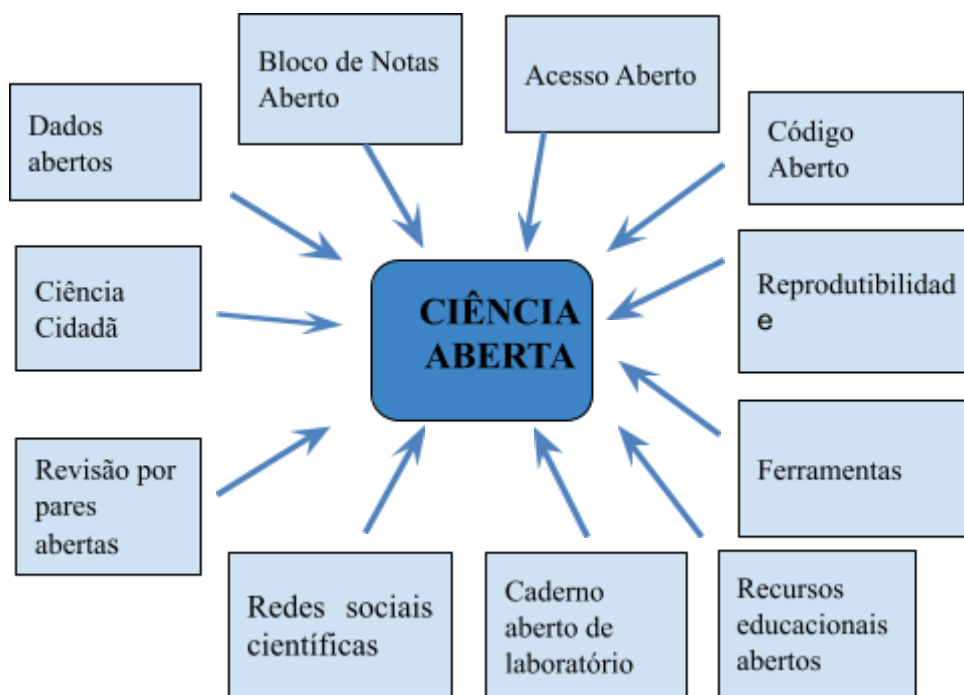 Bloco de Notas
Aberto
Acesso Aberto
Dados
abertos
Código
Aberto
Ciência
Cidadã
CIÊNCIA
ABERTA
Reprodutibilidad
e
Revisão por
pares
abertas
Ferramentas
Redes sociais
científicas
Caderno
aberto de
laboratório
Recursos
educacionais
abertos